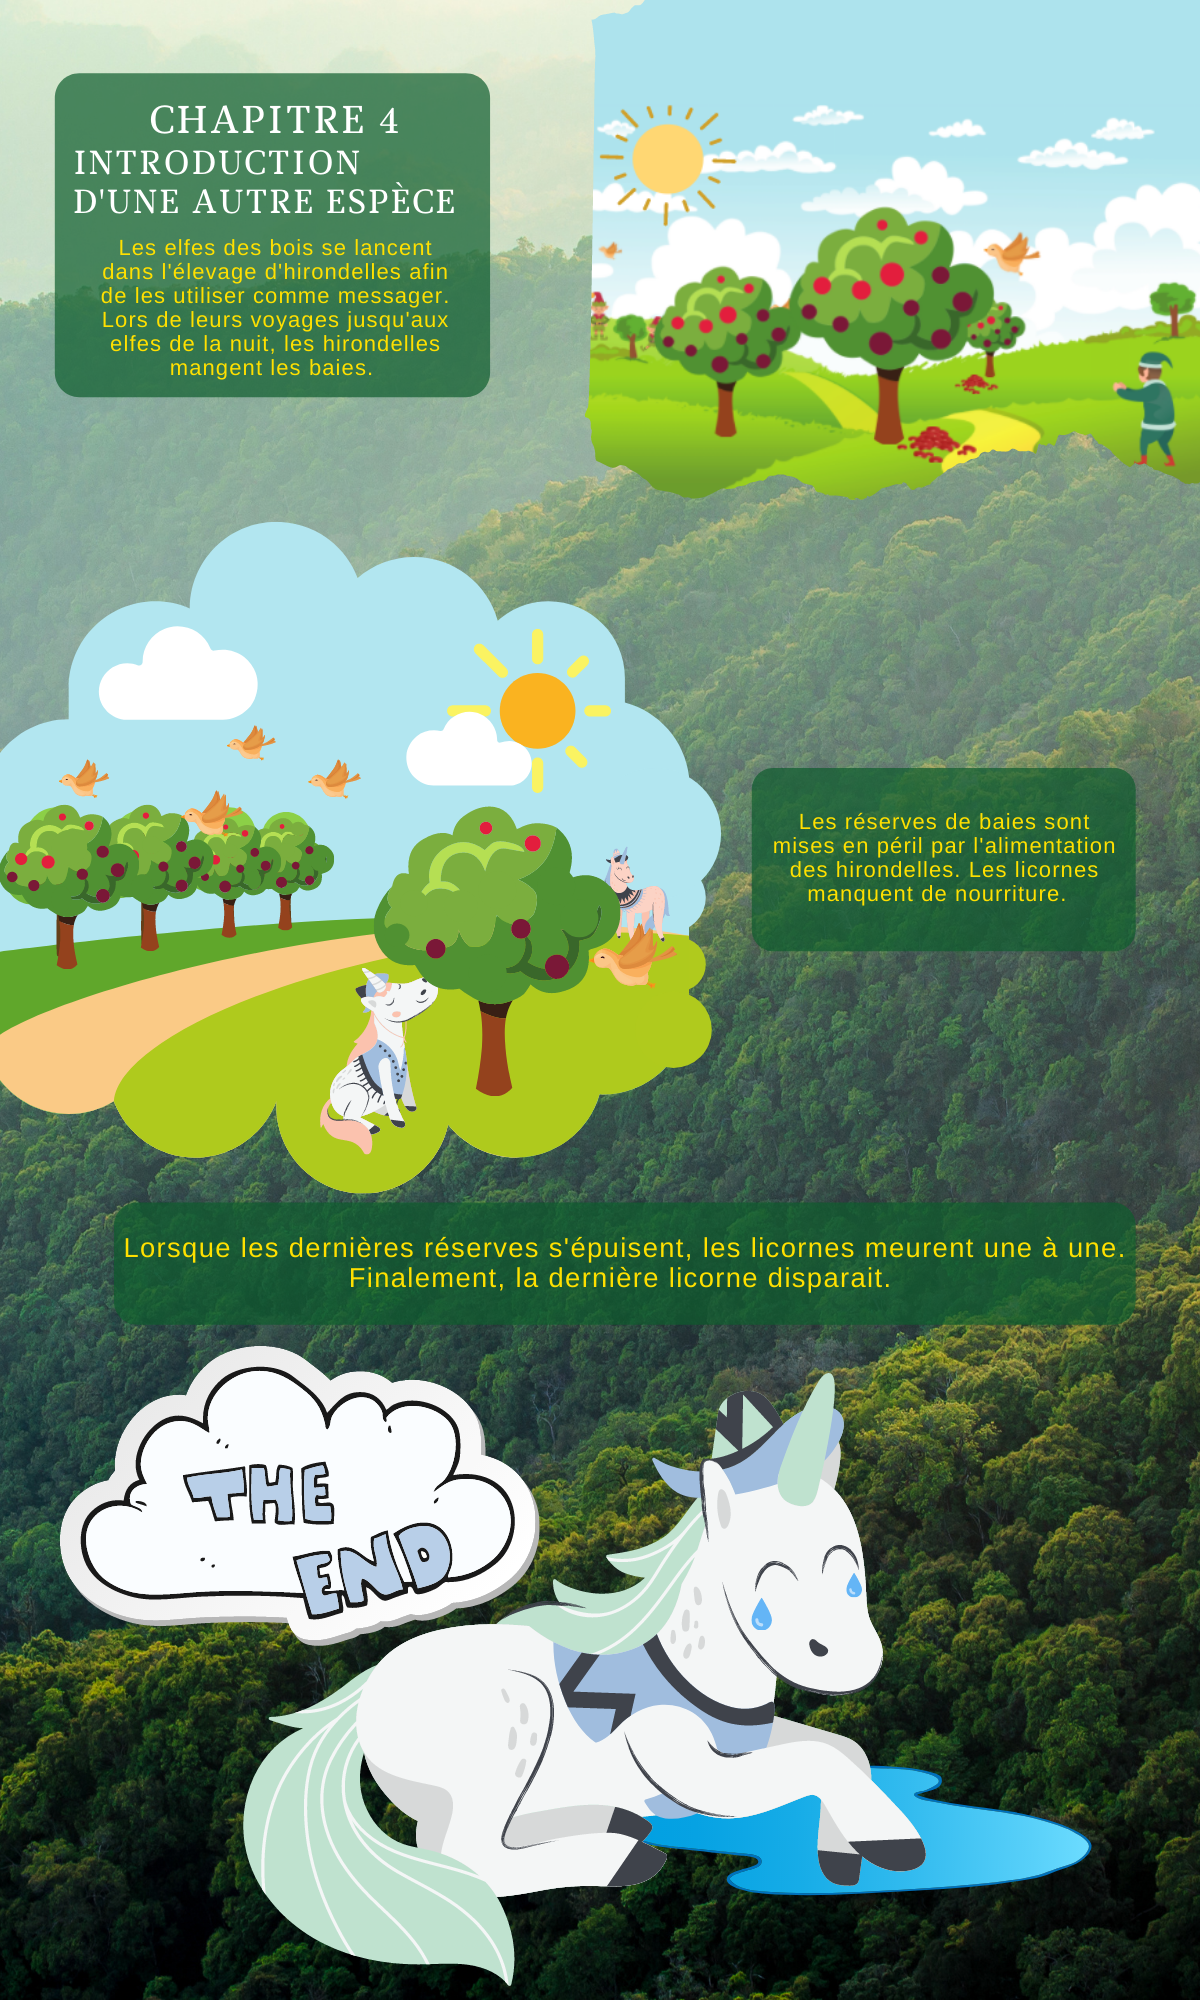 CHAPITRE 4
INTRODUCTION
D'UNE AUTRE ESPÈCE
Les elfes des bois se lancent
dans l'élevage d'hirondelles afin
de les utiliser comme messager.
Lors de leurs voyages jusqu'aux
elfes de la nuit, les hirondelles
mangent les baies.
Les réserves de baies sont
mises en péril par l'alimentation
des hirondelles. Les licornes
manquent de nourriture.
Lorsque les dernières réserves s'épuisent, les licornes meurent une à une.
Finalement, la dernière licorne disparait.
THE
END